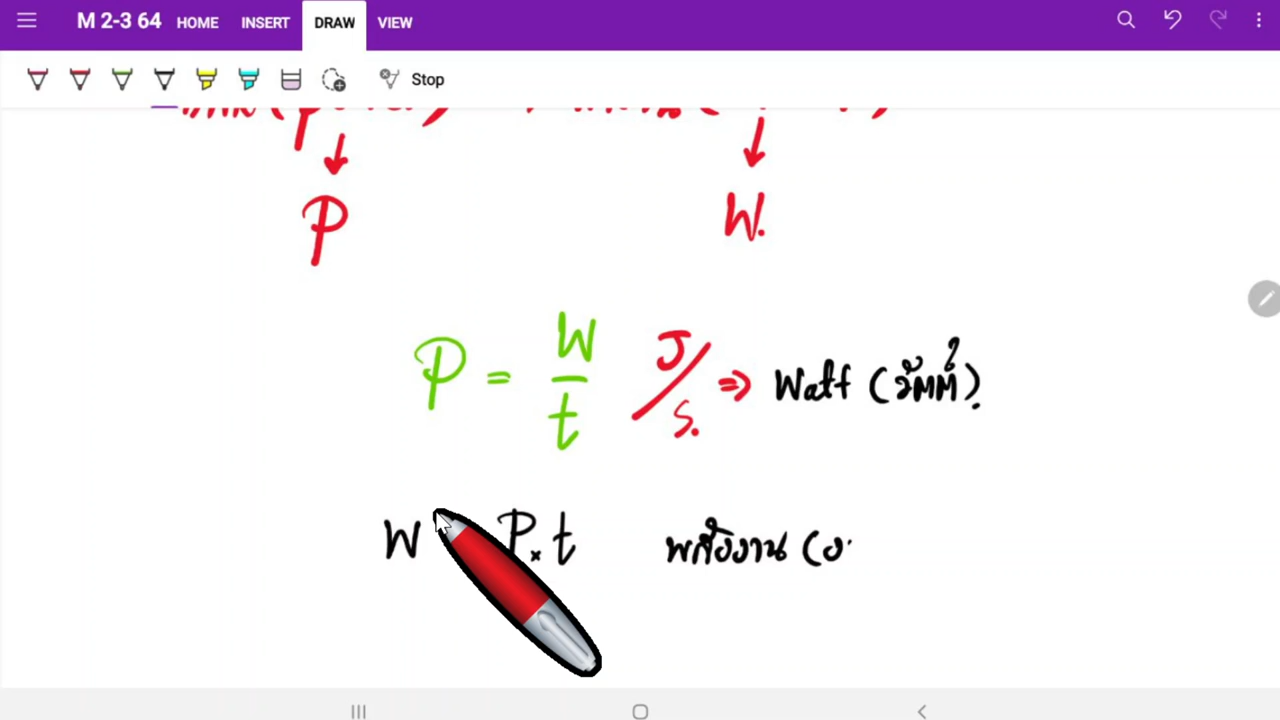 M 2-3 64 HOME INSERT DRAW VIEW
Stop
P W.
P = W/t J/s. => Watt (วัตต์).
W P x t พลังงาน (